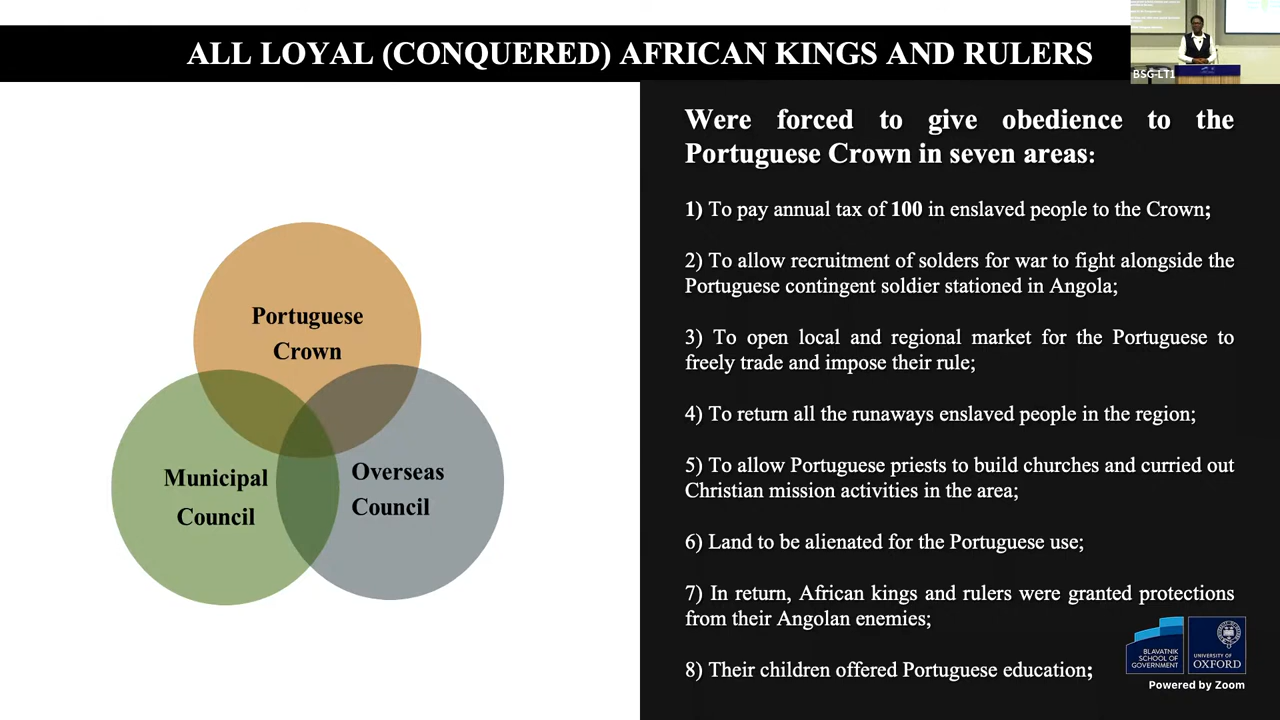 ALL LOYAL (CONQUERED) AFRICAN KINGS AND RULERS
BSG-LT1
Portuguese
Crown
Municipal
Council
Overseas
Council
Were forced to give obedience to the
Portuguese Crown in seven areas:
1) To pay annual tax of 100 in enslaved people to the Crown;
2) To allow recruitment of solders for war to fight alongside the
Portuguese contingent soldier stationed in Angola;
3) To open local and regional market for the Portuguese to
freely trade and impose their rule;
4) To return all the runaways enslaved people in the region;
5) To allow Portuguese priests to build churches and curried out
Christian mission activities in the area;
6) Land to be alienated for the Portuguese use;
7) In return, African kings and rulers were granted protections
from their Angolan enemies;
8) Their children offered Portuguese education;
BLAVATNIK
SCHOOL OF
GOVERNMENT
UNIVERSITY OF
OXFORD
Powered by Zoom